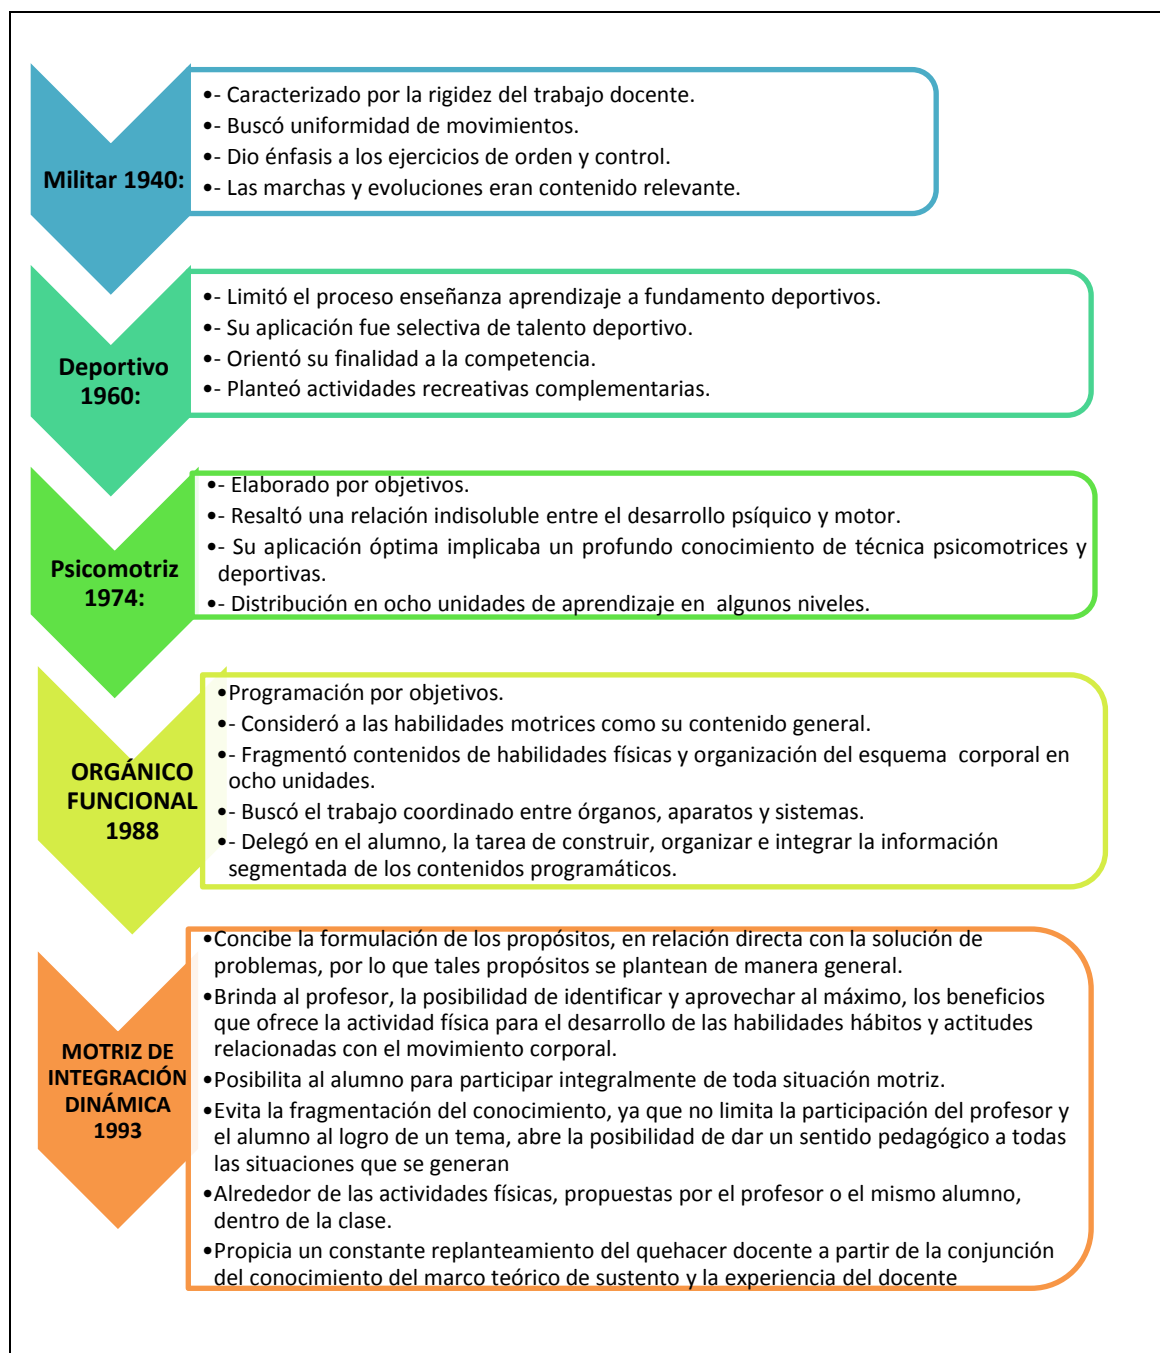 Militar 1940:
•- Caracterizado por la rigidez del trabajo docente.
•- Buscó uniformidad de movimientos.
•- Dio énfasis a los ejercicios de orden y control.
•- Las marchas y evoluciones eran contenido relevante.
Deportivo
1960:
•- Limitó el proceso enseñanza aprendizaje a fundamento deportivos.
•- Su aplicación fue selectiva de talento deportivo.
•- Orientó su finalidad a la competencia.
•- Planteó actividades recreativas complementarias.
Psicomotriz
1974:
•- Elaborado por objetivos.
•- Resaltó una relación indisoluble entre el desarrollo psíquico y motor.
•- Su aplicación óptima implicaba un profundo conocimiento de técnica psicomotrices y
deportivas.
•- Distribución en ocho unidades de aprendizaje en algunos niveles.
ORGÁNICO
FUNCIONAL
1988
•Programación por objetivos.
•- Consideró a las habilidades motrices como su contenido general.
•- Fragmentó contenidos de habilidades físicas y organización del esquema corporal en
ocho unidades.
•- Buscó el trabajo coordinado entre órganos, aparatos y sistemas.
•- Delegó en el alumno, la tarea de construir, organizar e integrar la información
segmentada de los contenidos programáticos.
MOTRIZ DE
INTEGRACIÓN
DINÁMICA
1993
•Concibe la formulación de los propósitos, en relación directa con la solución de
problemas, por lo que tales propósitos se plantean de manera general.
•Brinda al profesor, la posibilidad de identificar y aprovechar al máximo, los beneficios
que ofrece la actividad física para el desarrollo de las habilidades hábitos y actitudes
relacionadas con el movimiento corporal.
•Posibilita al alumno para participar integralmente de toda situación motriz.
•Evita la fragmentación del conocimiento, ya que no limita la participación del profesor y
el alumno al logro de un tema, abre la posibilidad de dar un sentido pedagógico a todas
las situaciones que se generan
•Alrededor de las actividades físicas, propuestas por el profesor o el mismo alumno,
dentro de la clase.
•Propicia un constante replanteamiento del quehacer docente a partir de la conjunción
del conocimiento del marco teórico de sustento y la experiencia del docente